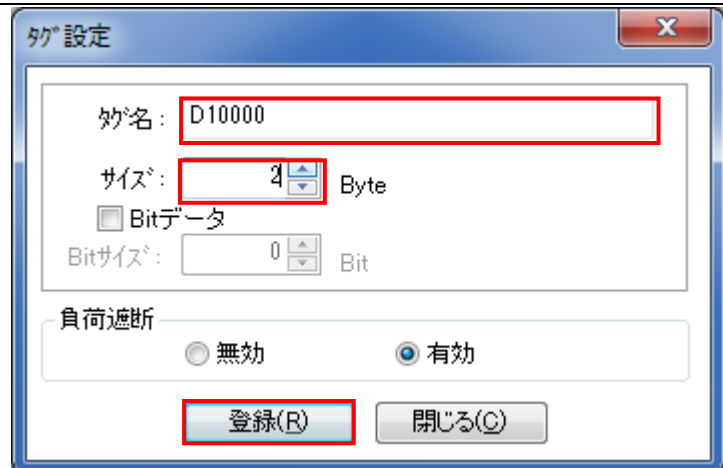 ﾀｸﾞ設定
ﾀｸﾞ名： D10000
ｻｲｽﾞ： 2 Byte
Bitデータ
Bitｻｲｽﾞ： 0 Bit
負荷遮断
無効 有効
登録(R) 閉じる(C)